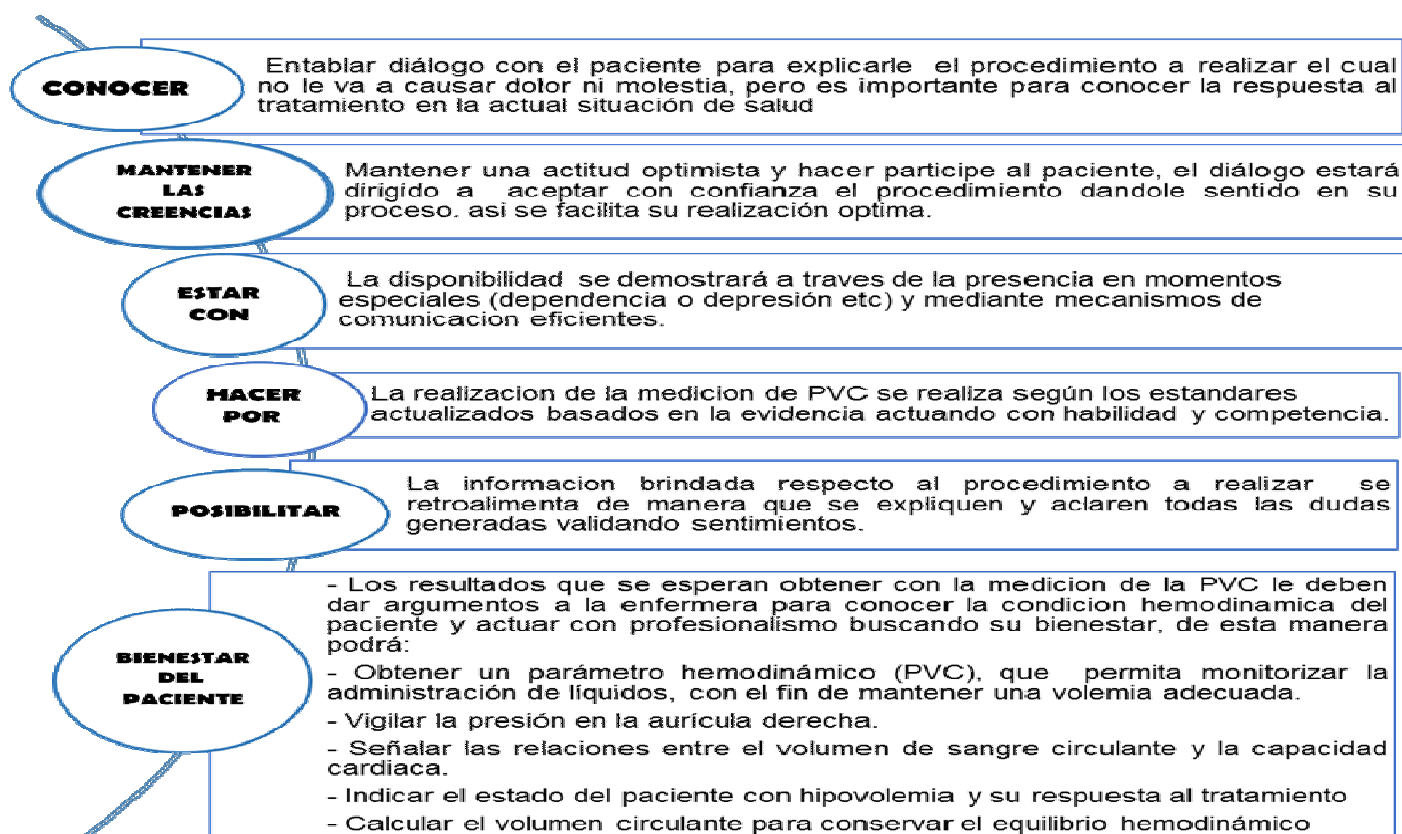 CONOCER
Entablar diálogo con el paciente para explicarle el procedimiento a realizar el cual
no le va a causar dolor ni molestia, pero es importante para conocer la respuesta al
tratamiento en la actual situación de salud
MANTENER
LAS
CREENCIAS
Mantener una actitud optimista y hacer participe al paciente, el diálogo estará
dirigído a aceptar con confianza el procedimiento dandole sentido en su
proceso. asi se facilita su realización optima.
ESTAR
CON
La disponibilidad se demostrará a traves de la presencia en momentos
especiales (dependencia o depresión etc) y mediante mecanismos de
comunicacion eficientes.
HACER
POR
La realizacion de la medicion de PVC se realiza según los estandares
actualizados basados en la evidencia actuando con habilidad y competencia.
POSIBILITAR
La informacion brindada respecto al procedimiento a realizar se
retroalimenta de manera que se expliquen y aclaren todas las dudas
generadas validando sentimientos.
BIENESTAR
DEL
PACIENTE
- Los resultados que se esperan obtener con la medicion de la PVC le deben
dar argumentos a la enfermera para conocer la condicion hemodinamica del
paciente y actuar con profesionalismo buscando su bienestar, de esta manera
podrá:
- Obtener un parámetro hemodinámico (PVC), que permita monitorizar la
administración de líquidos, con el fin de mantener una volemia adecuada.
- Vigilar la presión en la aurícula derecha.
- Señalar las relaciones entre el volumen de sangre circulante y la capacidad
cardiaca.
- Indicar el estado del paciente con hipovolemia y su respuesta al tratamiento
- Calcular el volumen circulante para conservar el equilibrio hemodinámico